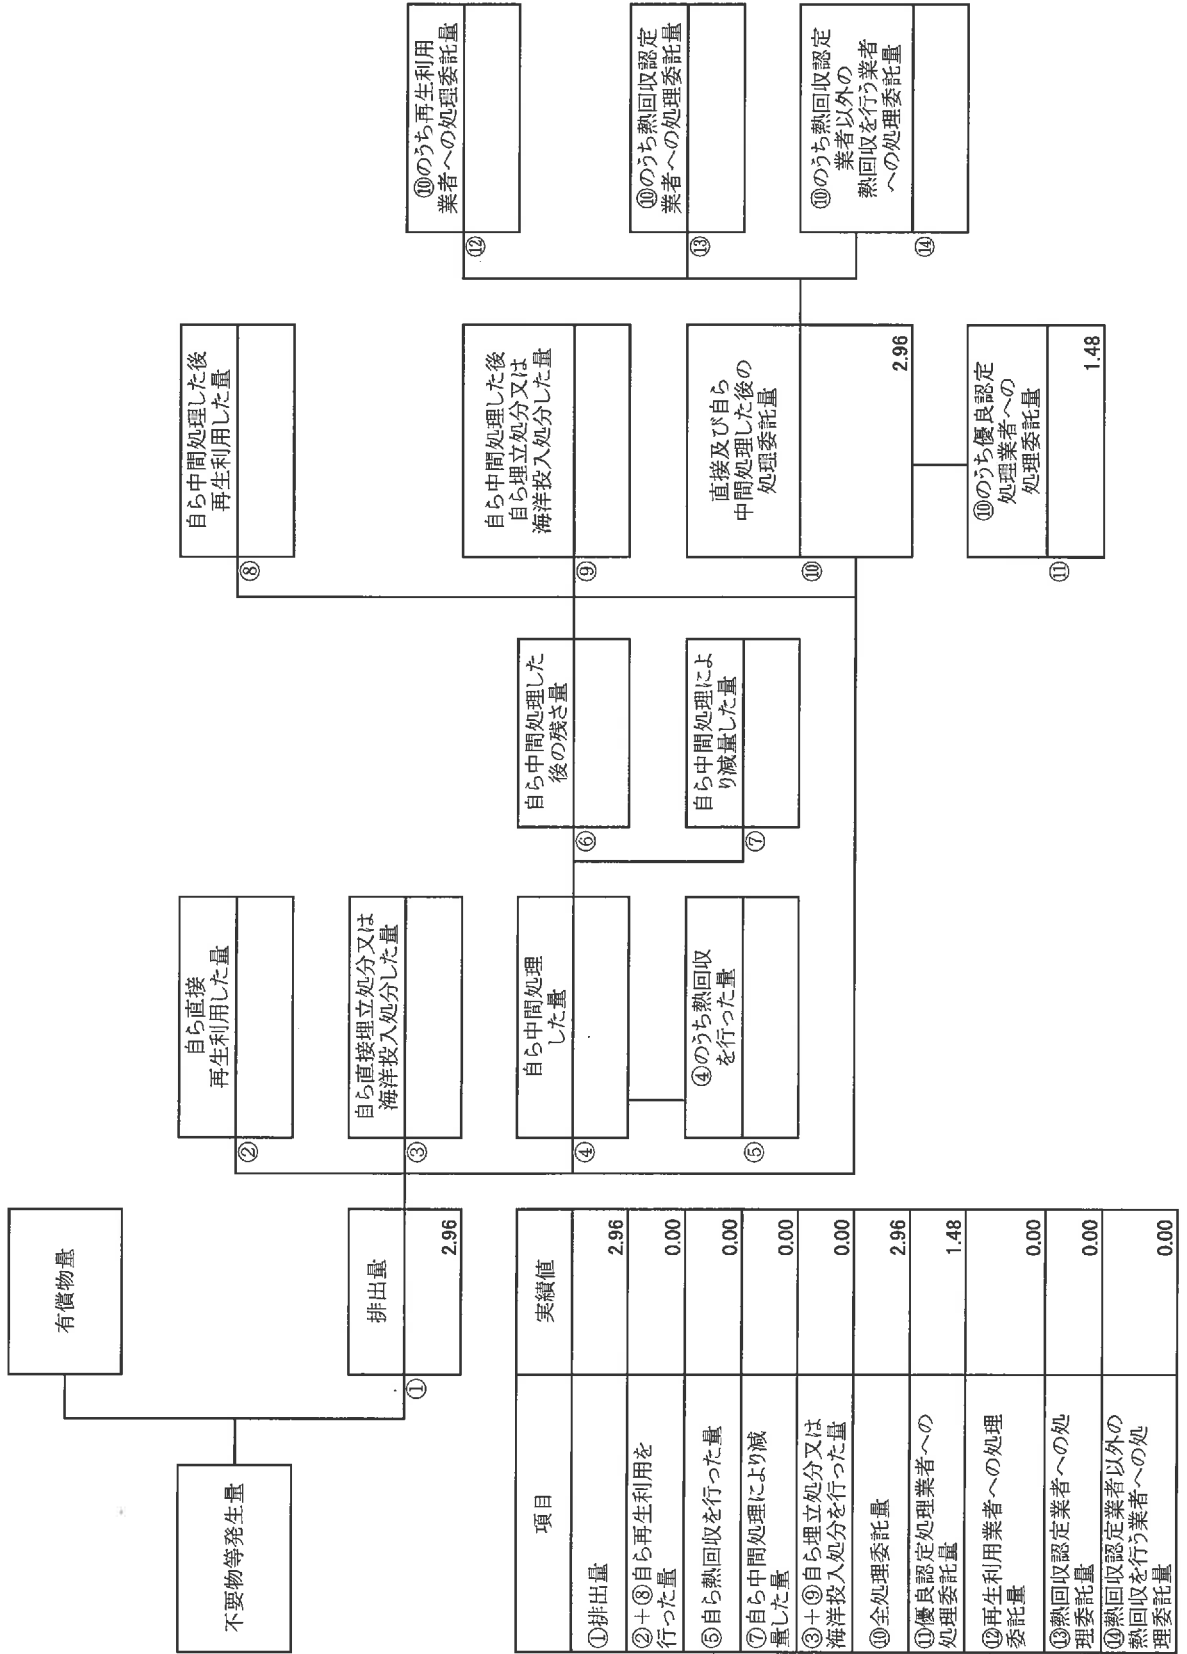 不要物等発生量
有償物量
①
排出量
2.96
②
自ら直接
再生利用した量
③
自ら直接埋立処分又は
海洋投入処分した量
④
自ら中間処理
した量
⑤
④のうち熱回収
を行った量
⑥
自ら中間処理した
後の残さ量
⑦
自ら中間処理によ
り減量した量
⑧
自ら中間処理した後
再生利用した量
⑨
自ら中間処理した後
自ら埋立処分又は
海洋投入処分した量
⑩
直接及び自ら
中間処理した後の
処理委託量
2.96
⑪
⑩のうち優良認定
処理業者への
処理委託量
1.48
⑫
⑩のうち再生利用
業者への処理委託量
⑬
⑩のうち熱回収認定
業者への処理委託量
⑭
⑩のうち熱回収認定
業者以外の
熱回収を行う業者
への処理委託量
項目 実績値
①排出量 2.96
②+⑧自ら再生利用を
行った量 0.00
⑤自ら熱回収を行った量 0.00
⑦自ら中間処理により減
量した量 0.00
③+⑨自ら埋立処分又は
海洋投入処分を行った量 0.00
⑩全処理委託量 2.96
⑪優良認定処理業者への
処理委託量 1.48
⑫再生利用業者への処理
委託量 0.00
⑬熱回収認定業者への処
理委託量 0.00
⑭熱回収認定業者以外の
熱回収を行う業者への処
理委託量 0.00